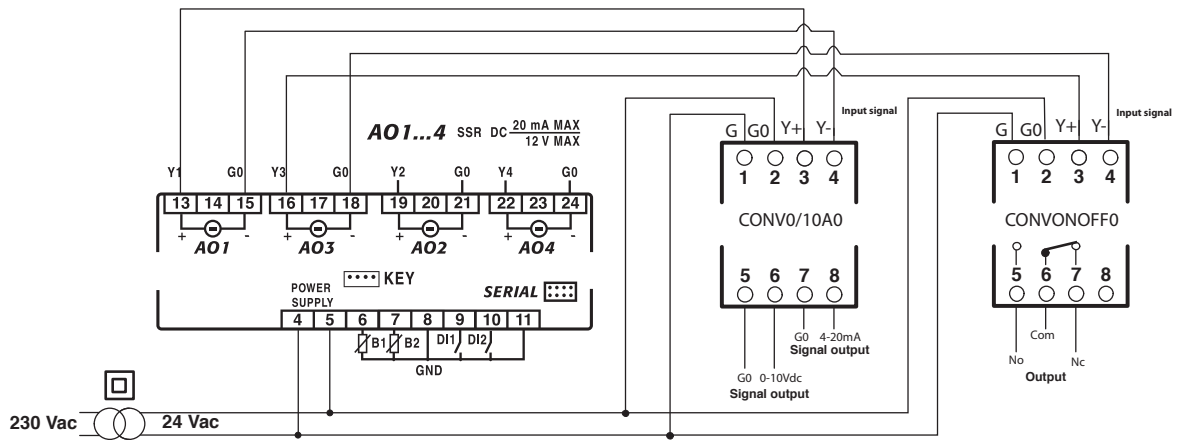 AO1...4 SSR DC 20 mA MAX
12 V MAX
Input signal
Input signal
G G0 Y+ Y-
G G0 Y+ Y-
Y1 G0 Y3 G0 Y2 G0 Y4 G0
13 14 15 16 17 18 19 20 21 22 23 24
+ - + - + - + -
AO1 AO3 AO2 AO4
1 2 3 4
CONV0/10A0
5 6 7 8
1 2 3 4
CONVONOFF0
5 6 7 8
KEY
POWER
SUPPLY
SERIAL
4 5 6 7 8 9 10 11
B1 B2 DI1 DI2
GND
G0 4-20mA
Signal output
G0 0-10Vdc
Signal output
No Com Nc
Output
230 Vac 24 Vac